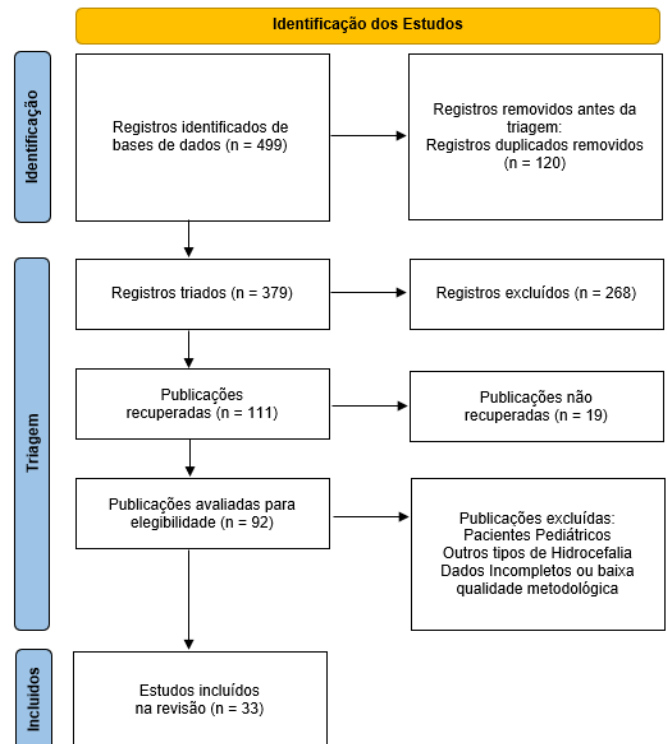 Identificação dos Estudos
Identificação
Registros identificados de
bases de dados (n = 499)
Registros removidos antes da
triagem:
Registros duplicados removidos
(n = 120)
Triagem
Registros triados (n = 379)
Registros excluídos (n = 268)
Publicações
recuperadas (n = 111)
Publicações não
recuperadas (n = 19)
Publicações avaliadas para
elegibilidade (n = 92)
Publicações excluídas:
Pacientes Pediátricos
Outros tipos de Hidrocefalia
Dados Incompletos ou baixa
qualidade metodológica
Incluidos
Estudos incluídos
na revisão (n = 33)